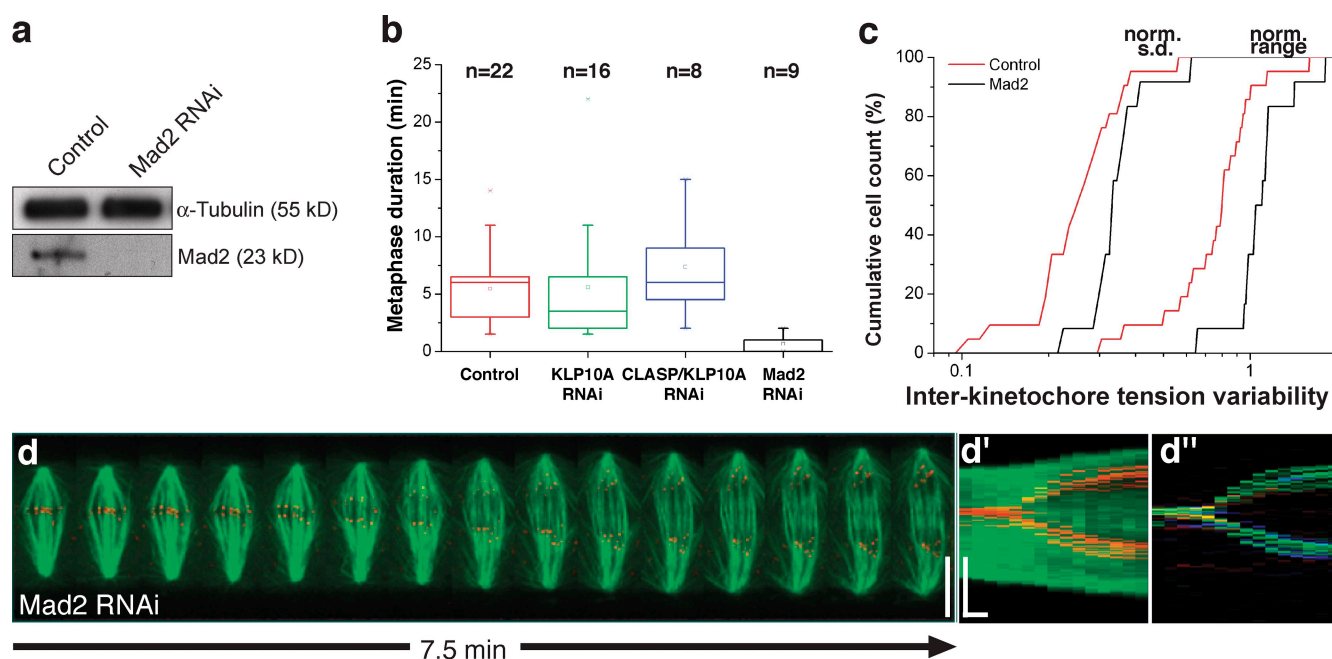 a
Control
Mad2 RNAi
α-Tubulin (55 kD)
Mad2 (23 kD)
b
n=22 n=16 n=8 n=9
Metaphase duration (min)
25
20
15
10
5
0
Control
KLP10A RNAi
CLASP/KLP10A RNAi
Mad2 RNAi
c
norm. s.d.
norm. range
Control
Mad2
Cumulative cell count (%)
100
80
60
40
20
0
0.1 1
Inter-kinetochore tension variability
d
Mad2 RNAi
d'
d''
7.5 min